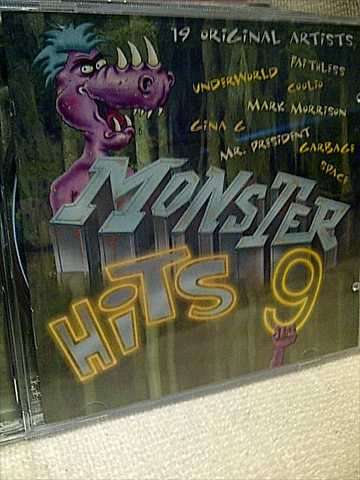 19 ORIGINAL ARTISTS
FAITHLESS
UNDERWORLD
COOLIO
MARK MORRISON
GINA G
MR. PRESIDENT
GARBAGE
SPACE
MONSTER
HITS 9